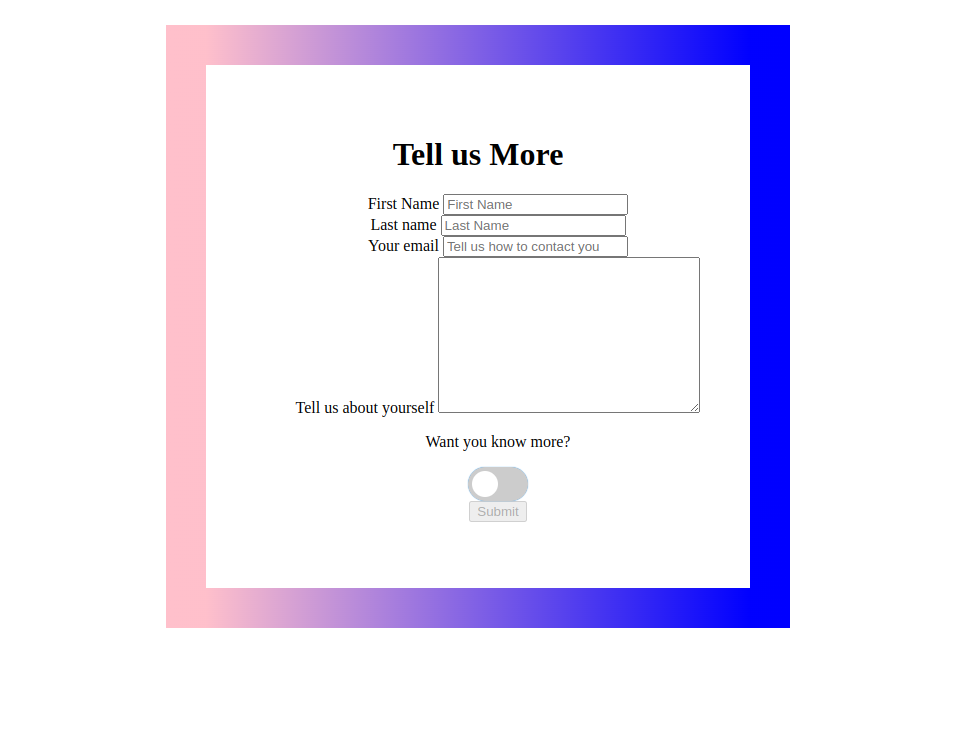 Tell us More
First Name First Name
Last name Last Name
Your email Tell us how to contact you
Tell us about yourself
Want you know more?
Submit